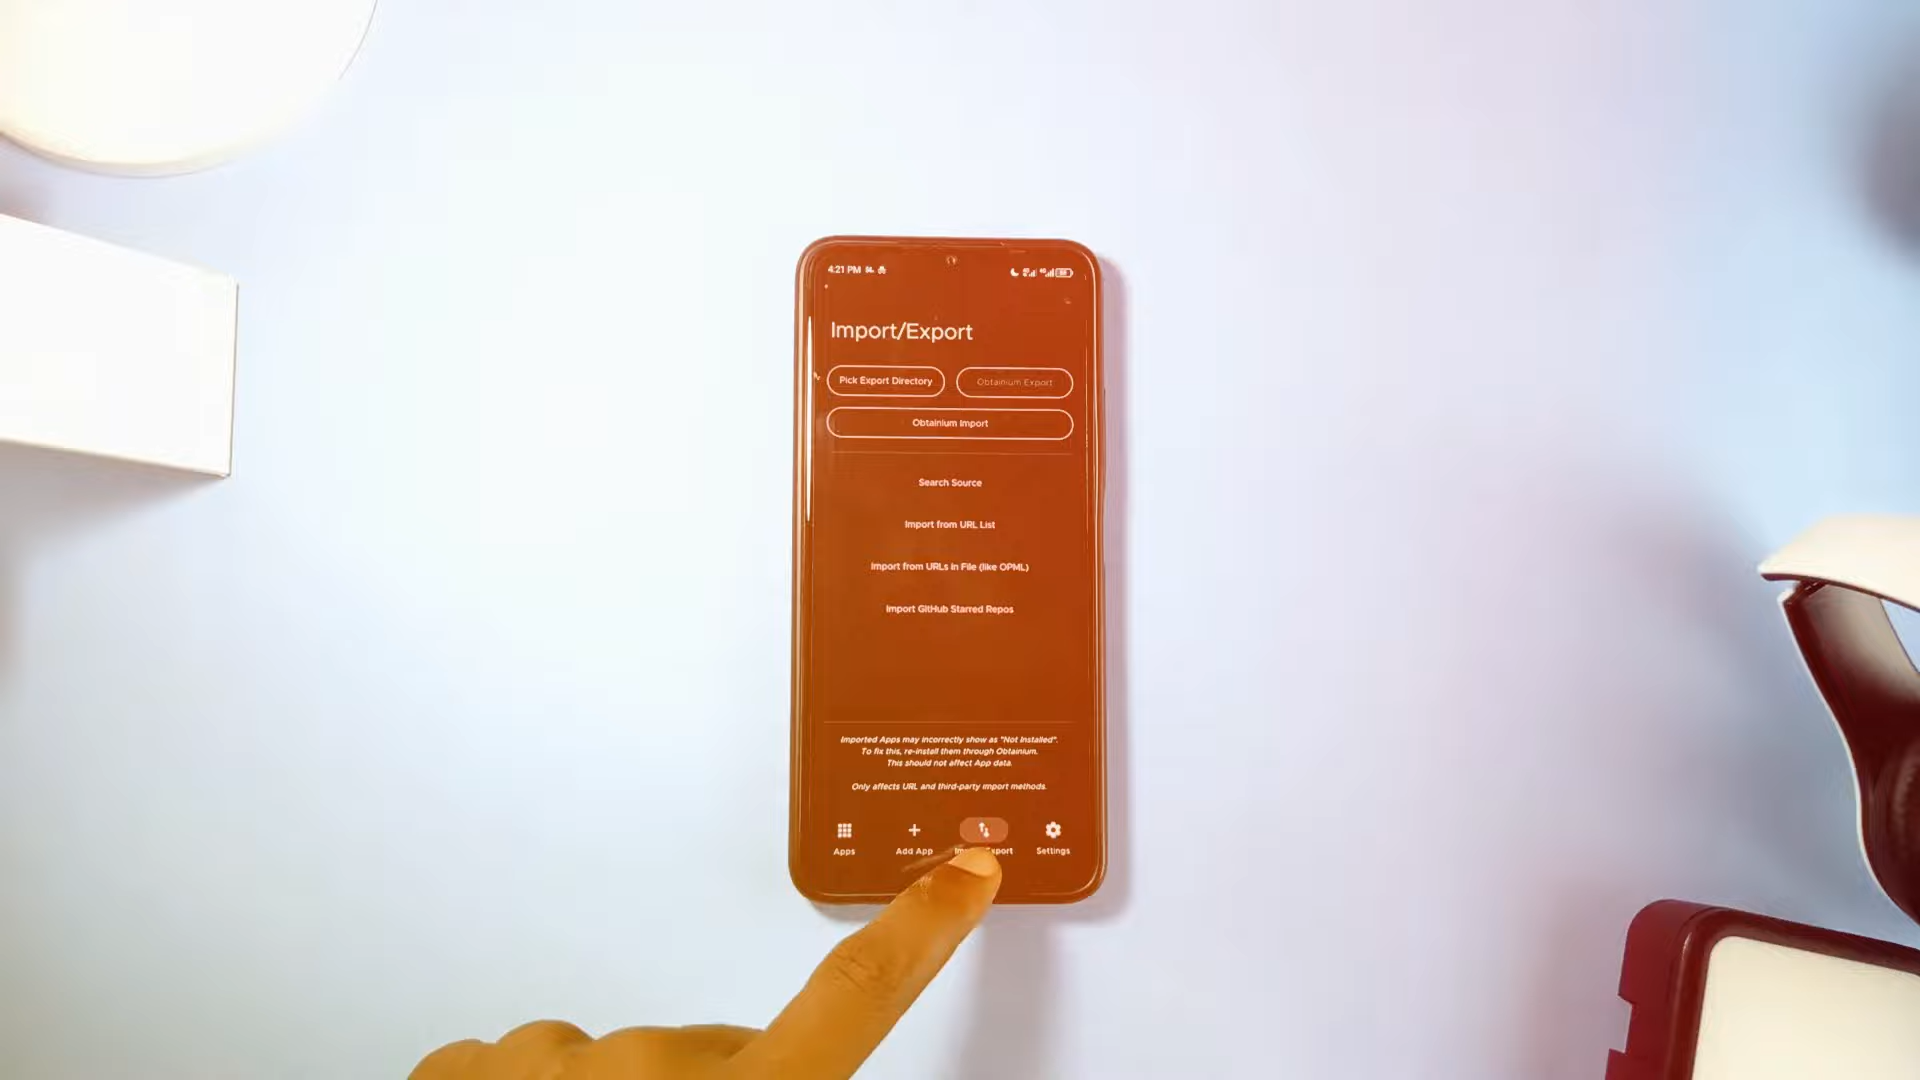 4:21 PM
Import/Export
Pick Export Directory
Obtainium Export
Obtainium Import
Search Source
Import from URL List
Import from URLs in File (like OPML)
Import GitHub Starred Repos
Imported Apps may incorrectly show as "Not Installed".
To fix this, re-install them through Obtainium.
This should not affect App data.
Only affects URL and third-party import methods.
Apps
Add App
Settings